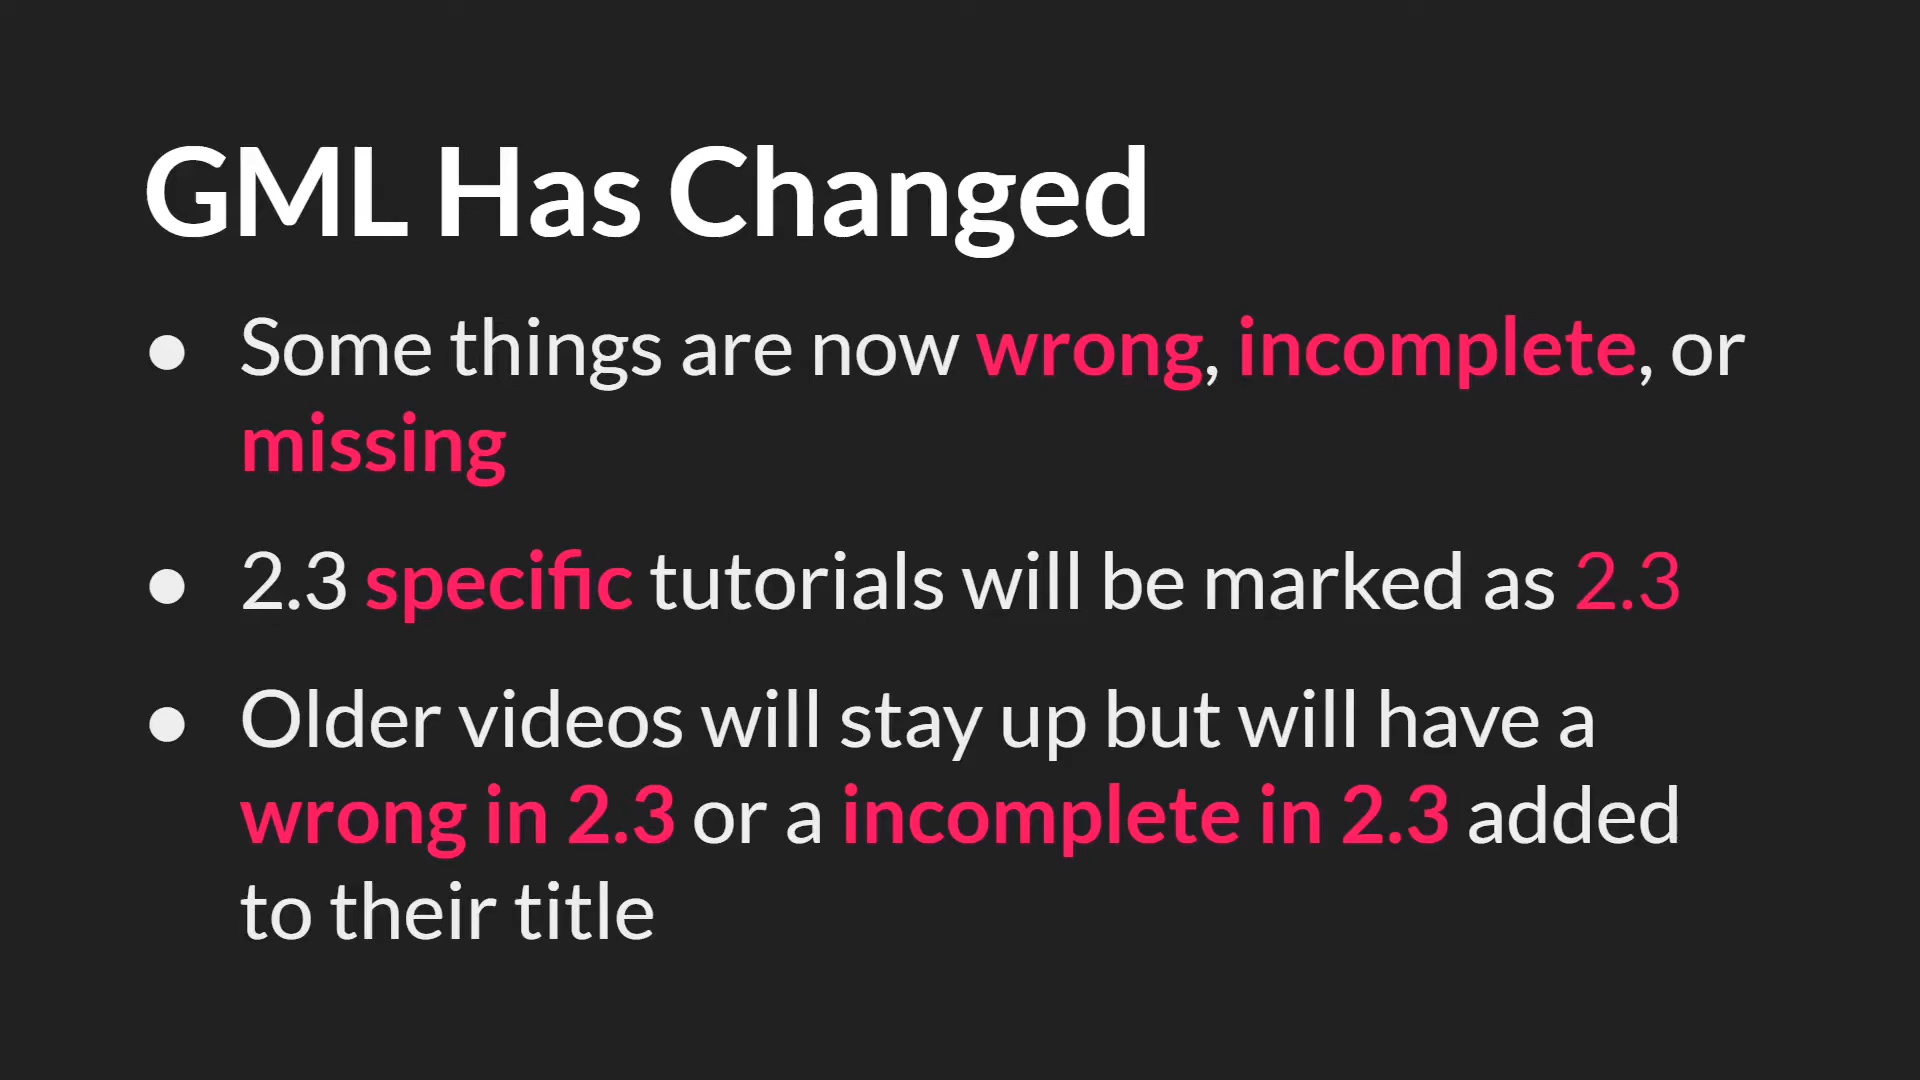 GML Has Changed
● Some things are now wrong, incomplete, or
missing
● 2.3 specific tutorials will be marked as 2.3
● Older videos will stay up but will have a
wrong in 2.3 or a incomplete in 2.3 added
to their title